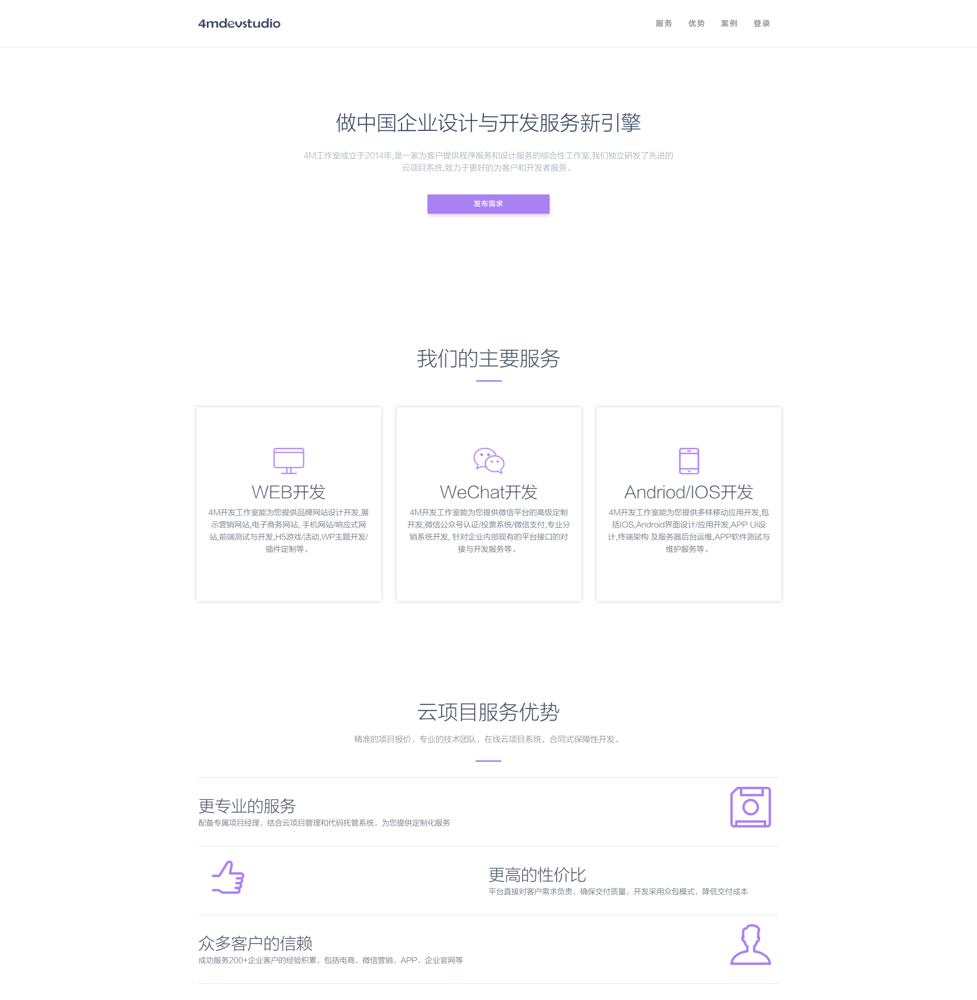 4mdevstudio
服务 优势 案例 登录
做中国企业设计与开发服务新引擎
4M工作室成立于2014年,是一家为客户提供程序服务和设计服务的综合性工作室,我们独立研发了先进的
云项目系统,致力于更好的为客户和开发者服务。
发布需求
我们的主要服务
WEB开发
4M开发工作室能为您提供品牌网站设计开发,展
示营销网站,电子商务网站, 手机网站/响应式网
站,前端测试与开发,H5游戏/活动,WP主题开发/
插件定制等。
WeChat开发
4M开发工作室能为您提供微信平台的高级定制
开发,微信公众号认证/投票系统/微信支付,专业分
销系统开发, 针对企业内部现有的平台接口的对
接与开发服务等。
Andriod/IOS开发
4M开发工作室能为您提供多样移动应用开发,包
括IOS,Android界面设计/应用开发,APP UI设
计,终端架构 及服务器后台运维,APP软件测试与
维护服务等。
云项目服务优势
精准的项目报价，专业的技术团队，在线云项目系统，合同式保障性开发。
更专业的服务
配备专属项目经理，结合云项目管理和代码托管系统，为您提供定制化服务
更高的性价比
平台直接对客户需求负责，确保交付质量，开发采用众包模式，降低交付成本
众多客户的信赖
成功服务200+企业客户的经验积累，包括电商、微信营销、APP、企业官网等